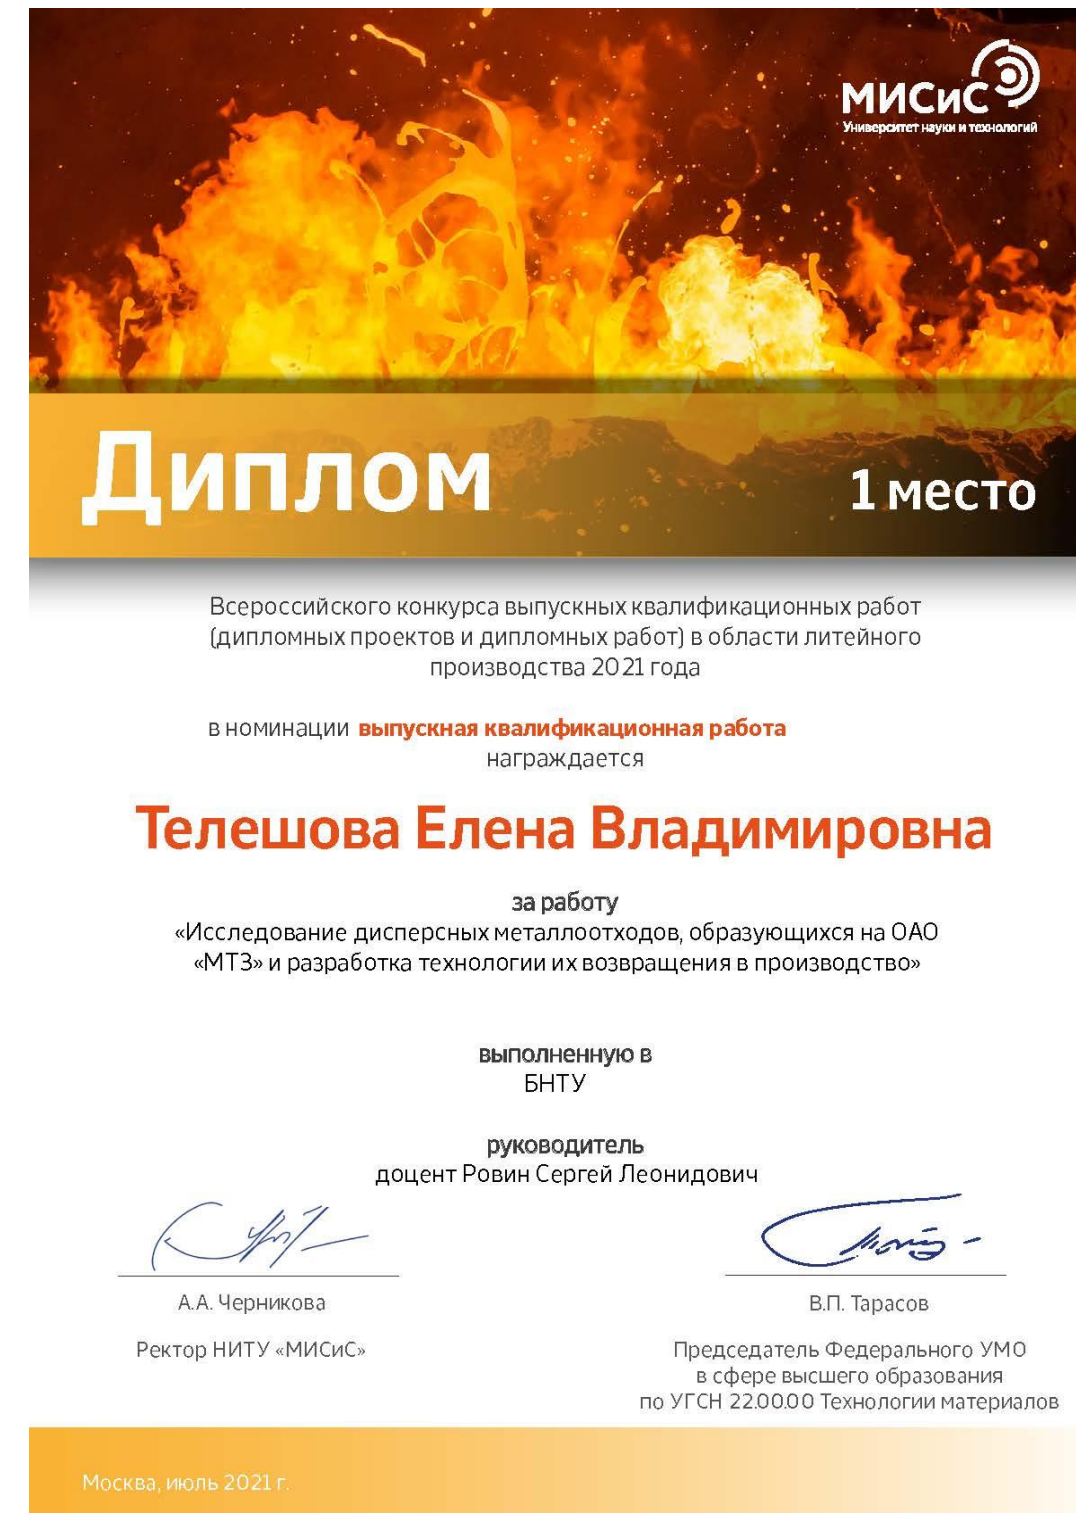 МИСиС
Университет науки и технологий
Диплом
1 место
Всероссийского конкурса выпускных квалификационных работ
(дипломных проектов и дипломных работ) в области литейного
производства 2021 года
в номинации выпускная квалификационная работа
награждается
Телешова Елена Владимировна
за работу
«Исследование дисперсных металлоотходов, образующихся на ОАО
«МТЗ» и разработка технологии их возвращения в производство»
выполненную в
БНТУ
руководитель
доцент Ровин Сергей Леонидович
А.А. Черникова
Ректор НИТУ «МИСиС»
В.П. Тарасов
Председатель Федерального УМО
в сфере высшего образования
по УГСН 22.00.00 Технологии материалов
Москва, июль 2021 г.